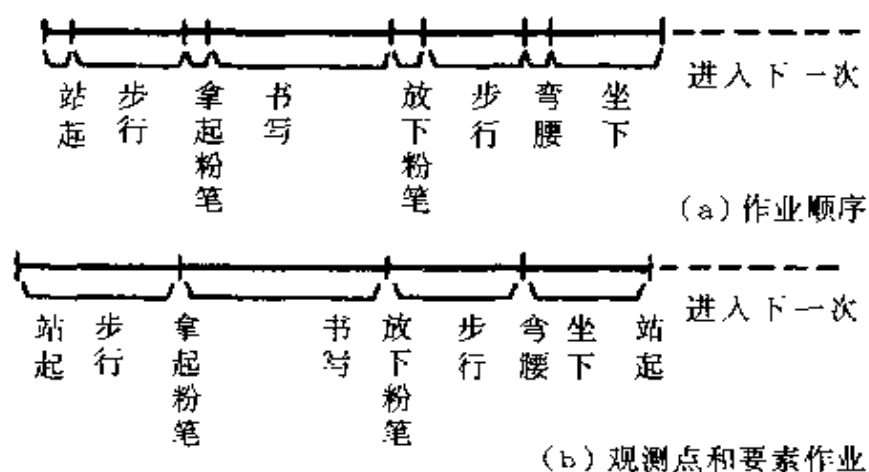 站起 步行 拿起粉笔 书写 放下粉笔 步行 弯腰 坐下 进入下一次
(a)作业顺序
站起 步行 拿起粉笔 书写 放下粉笔 步行 弯腰 坐下 站起 进入下一次
(b)观测点和要素作业